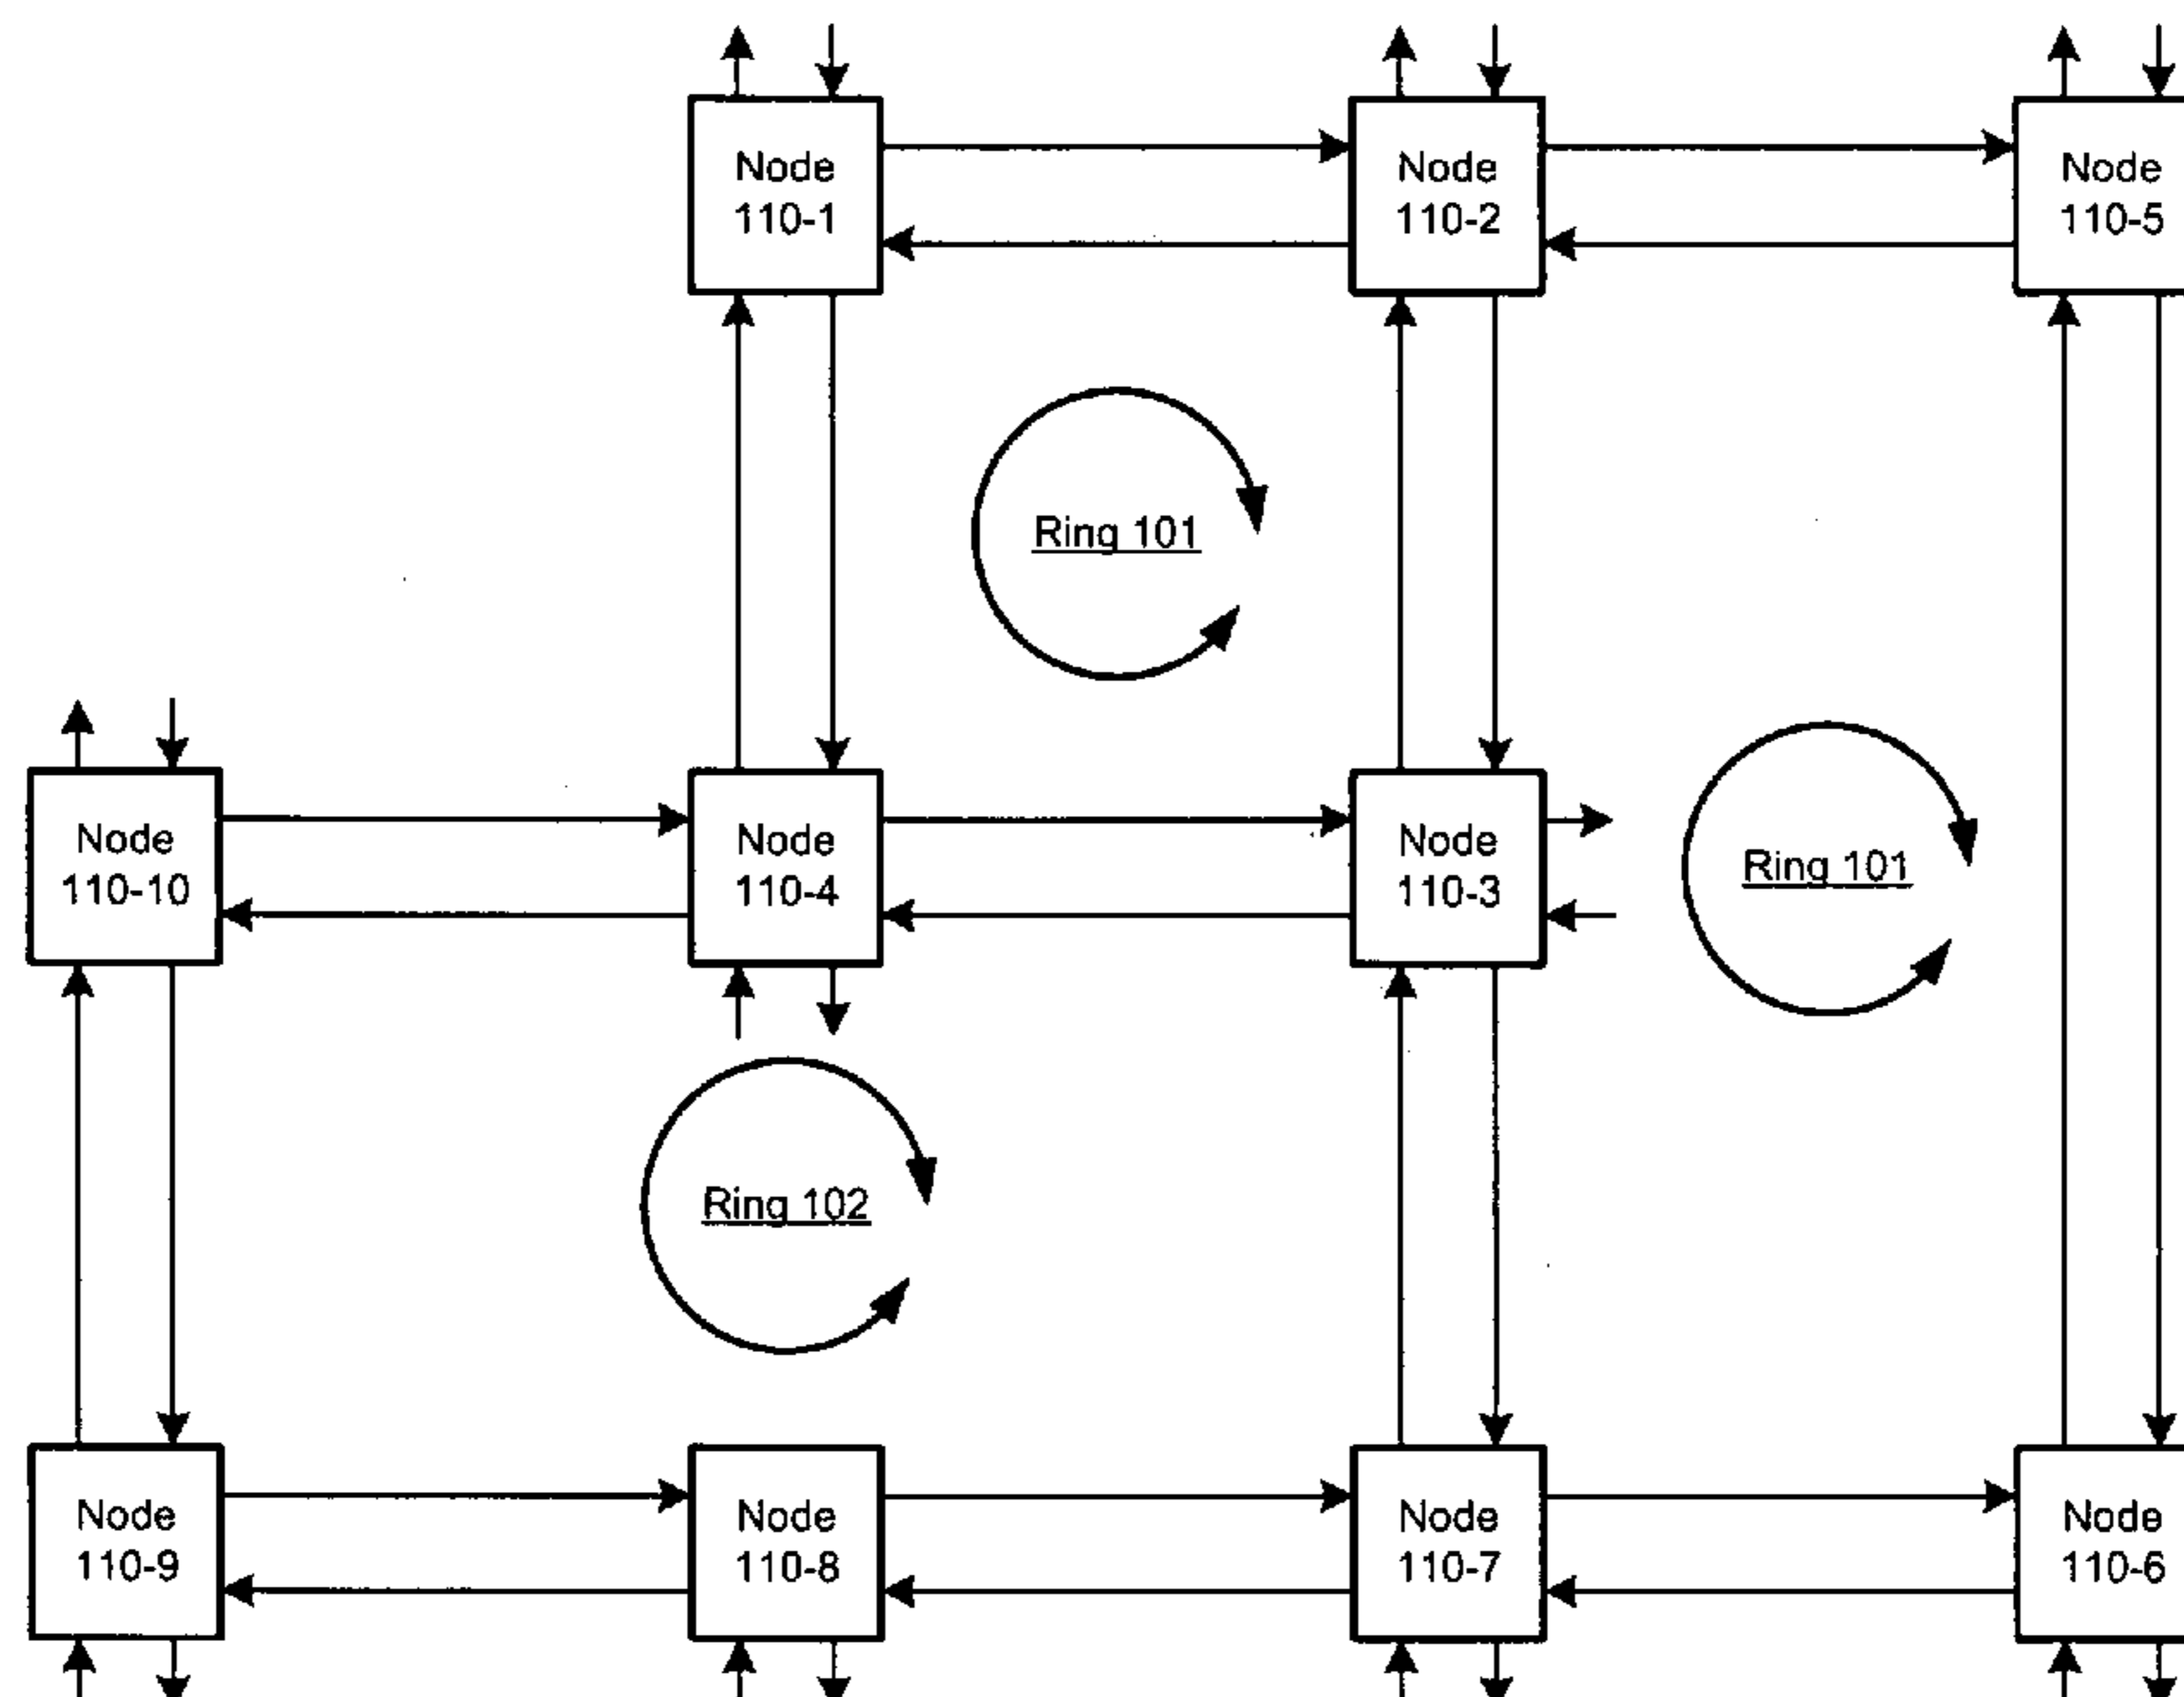 Node
110-1
Node
110-2
Node
110-5
Ring 101
Node
110-10
Node
110-4
Node
110-3
Ring 101
Ring 102
Node
110-9
Node
110-8
Node
110-7
Node
110-6